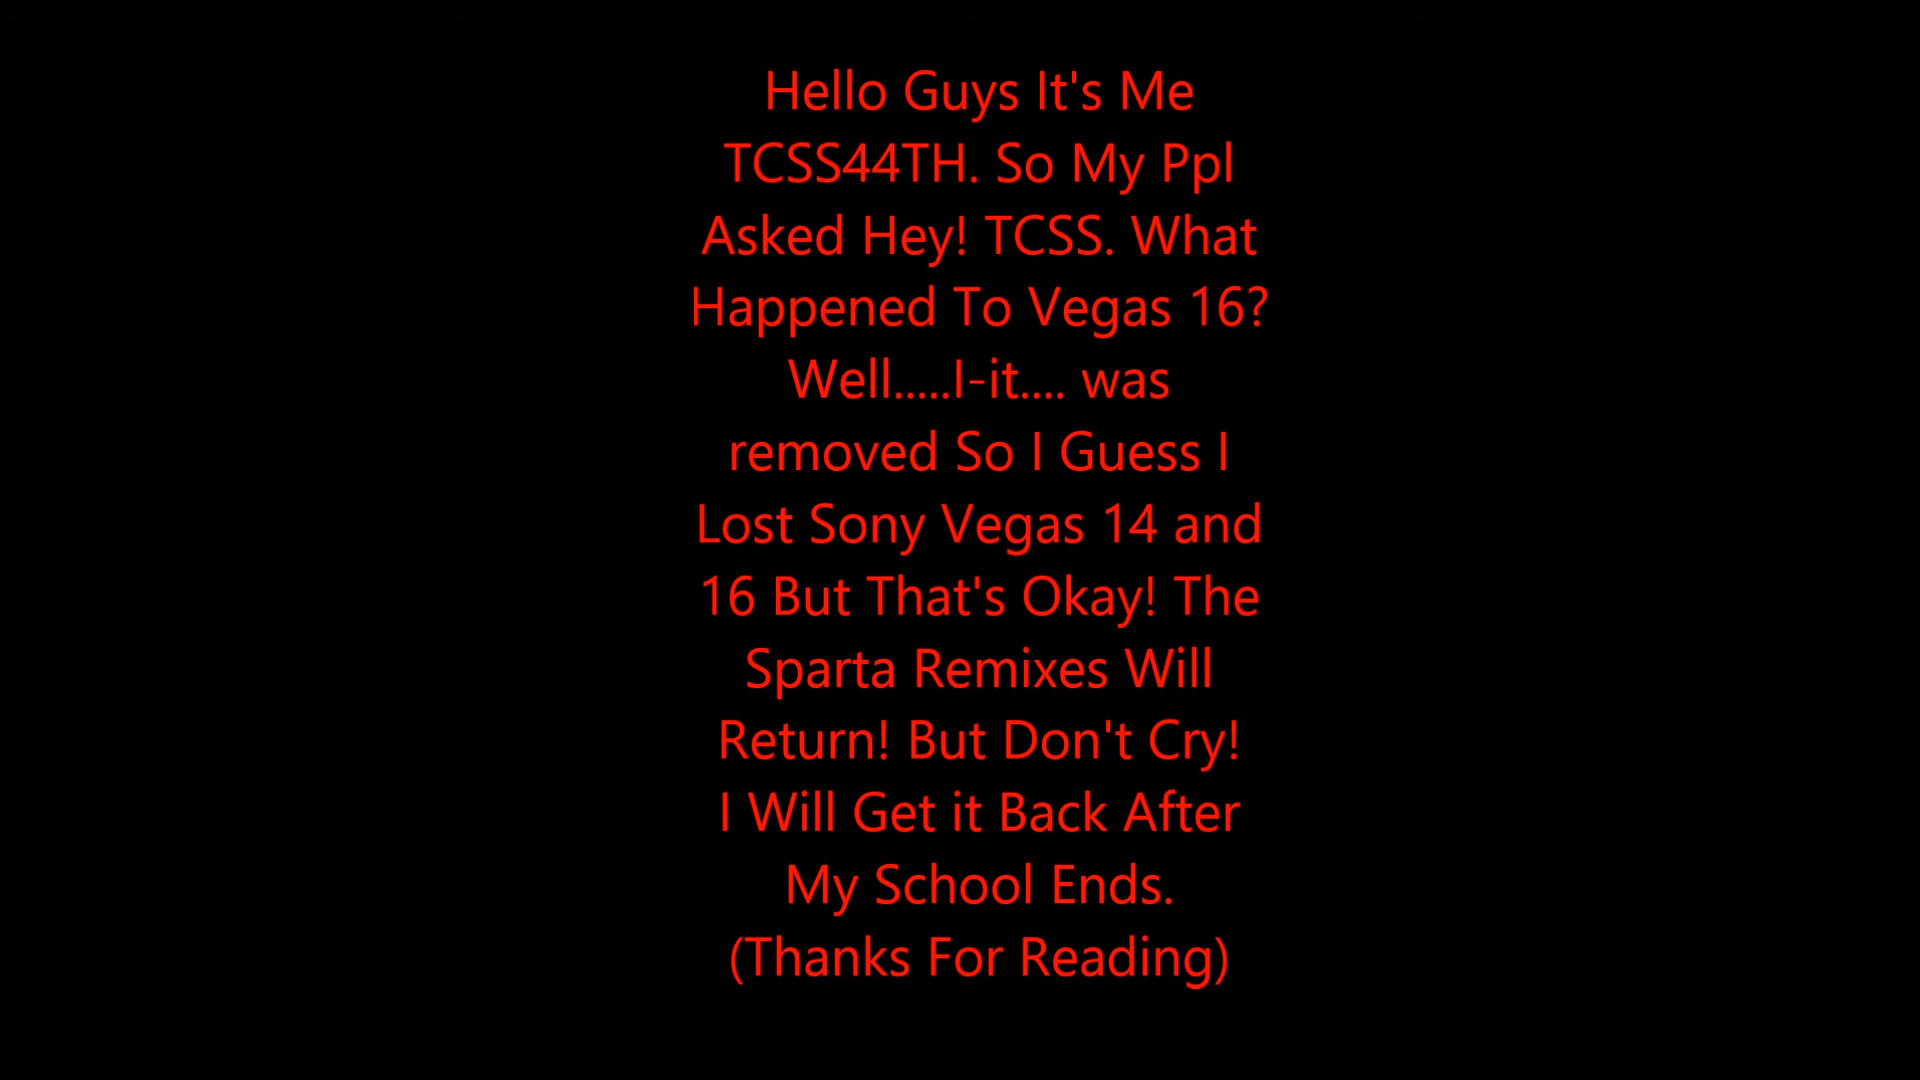 Hello Guys It's Me
TCSS44TH. So My Ppl
Asked Hey! TCSS. What
Happened To Vegas 16?
Well.....I-it.... was
removed So I Guess I
Lost Sony Vegas 14 and
16 But That's Okay! The
Sparta Remixes Will
Return! But Don't Cry!
I Will Get it Back After
My School Ends.
(Thanks For Reading)